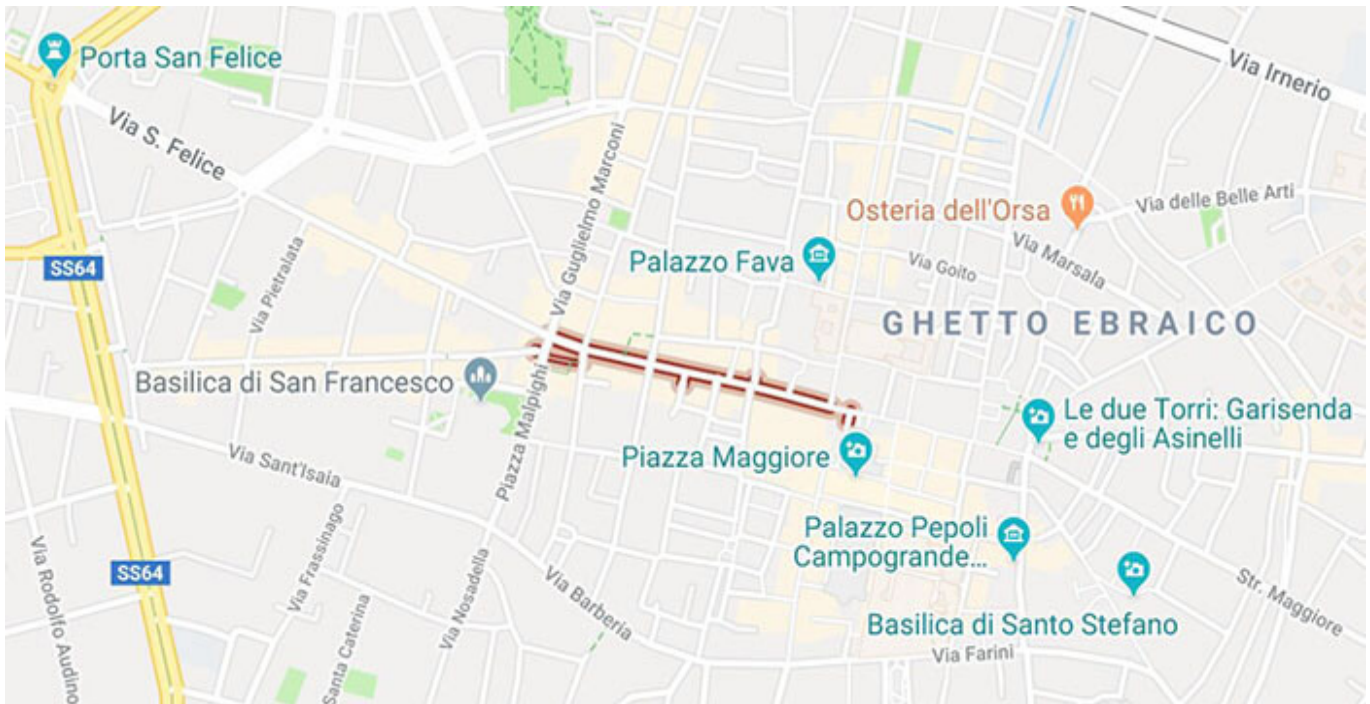 Porta San Felice
Via Irnerio
Via S. Felice
Via Guglielmo Marconi
Osteria dell'Orsa
Via delle Belle Arti
Via Marsala
Palazzo Fava
Via Goito
SS64
Via Pietralata
GHETTO EBRAICO
Basilica di San Francesco
Piazza Malpighi
Le due Torri: Garisenda
e degli Asinelli
Piazza Maggiore
Via Sant'Isaia
Palazzo Pepoli
Campogrande...
Via Frassinago
SS64
Via Rodolfo Audino
Via Nosadella
Via Barberia
Santa Caterina
Str. Maggiore
Basilica di Santo Stefano
Via Farini